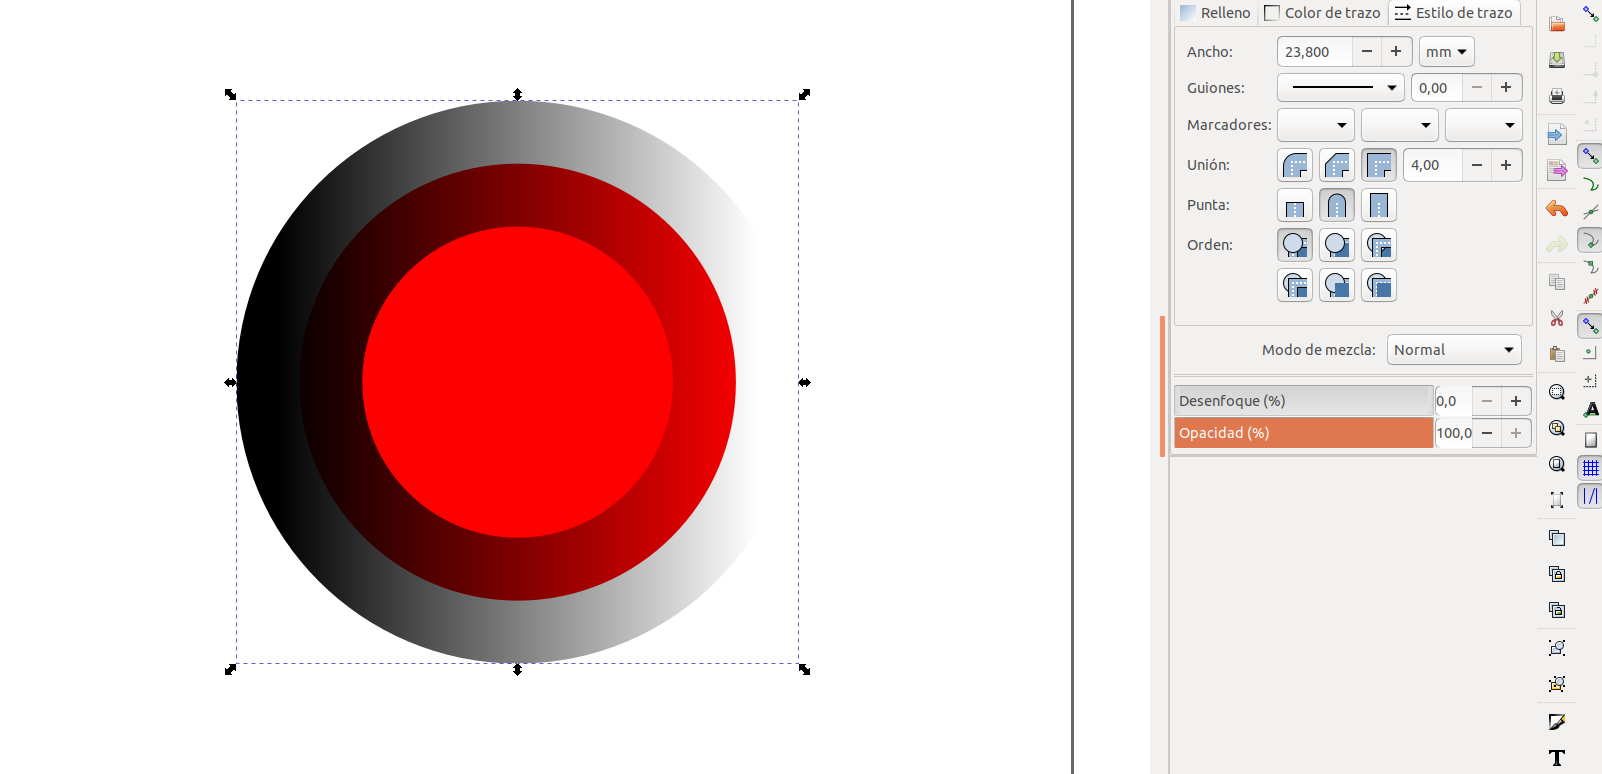 Relleno Color de trazo Estilo de trazo
Ancho: 23,800 mm
Guiones: 0,00
Marcadores:
Unión: 4,00
Punta:
Orden:
Modo de mezcla: Normal
Desenfoque (%) 0,0
Opacidad (%) 100,0